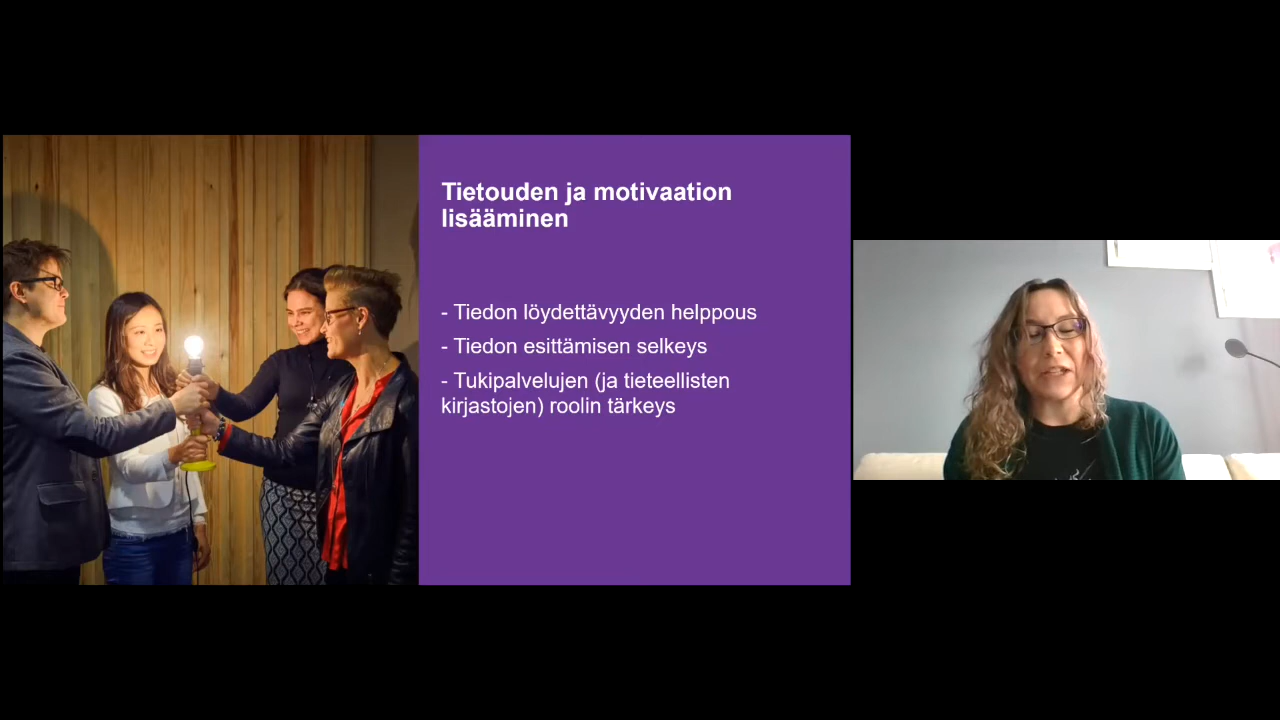 Tietouden ja motivaation
lisääminen
- Tiedon löydettävyyden helppous
- Tiedon esittämisen selkeys
- Tukipalvelujen (ja tieteellisten
kirjastojen) roolin tärkeys